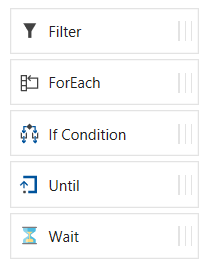 Filter
ForEach
If Condition
Until
Wait